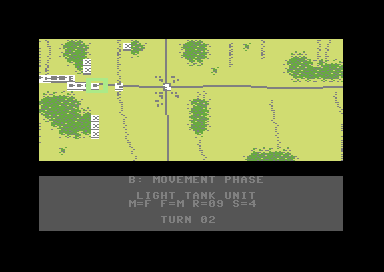 B: MOVEMENT PHASE
LIGHT TANK UNIT
M=F F=M R=09 S=4
TURN 02